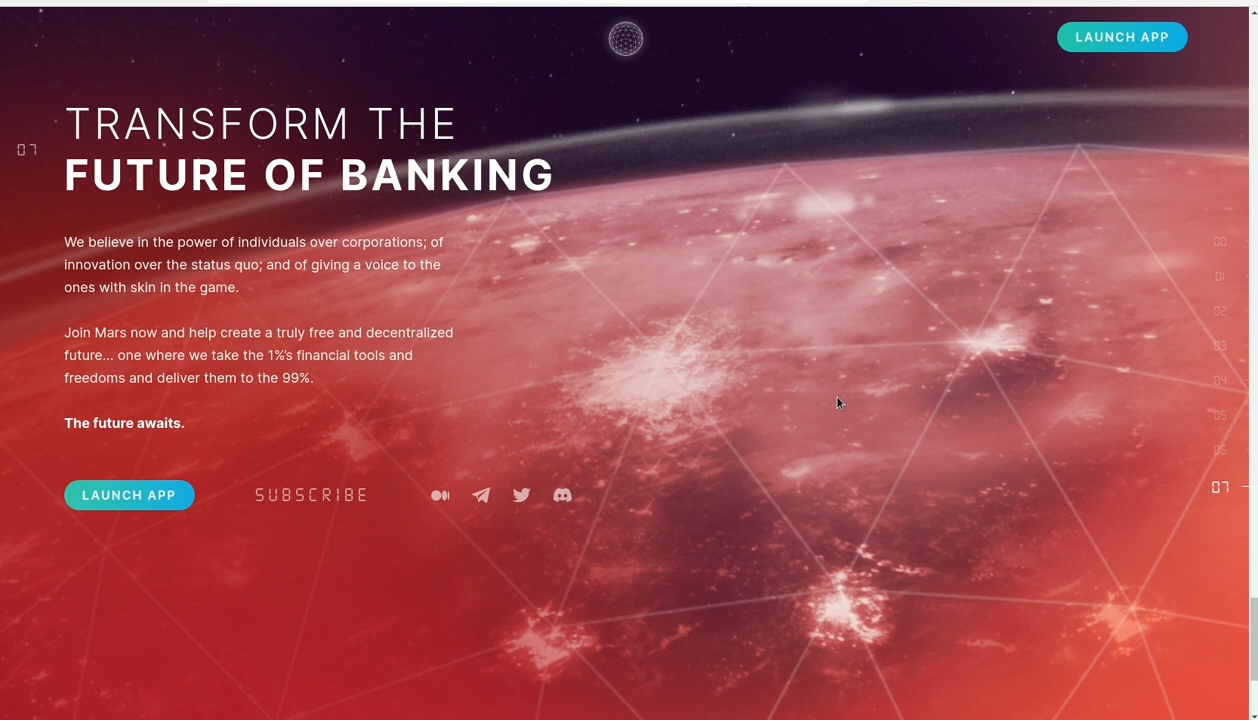 LAUNCH APP
07
TRANSFORM THE
FUTURE OF BANKING
We believe in the power of individuals over corporations; of
innovation over the status quo; and of giving a voice to the
ones with skin in the game.
Join Mars now and help create a truly free and decentralized
future... one where we take the 1%'s financial tools and
freedoms and deliver them to the 99%.
The future awaits.
LAUNCH APP
SUBSCRIBE
00
01
02
03
04
05
06
07